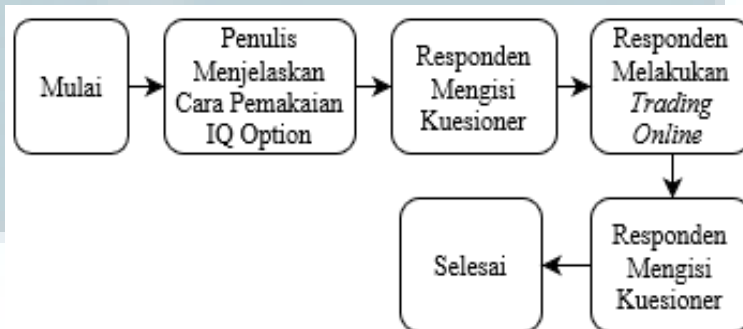 Mulai
Penulis
Menjelaskan
Cara Pemakaian
IQ Option
Responden
Mengisi
Kuesioner
Responden
Melakukan
Trading
Online
Responden
Mengisi
Kuesioner
Selesai